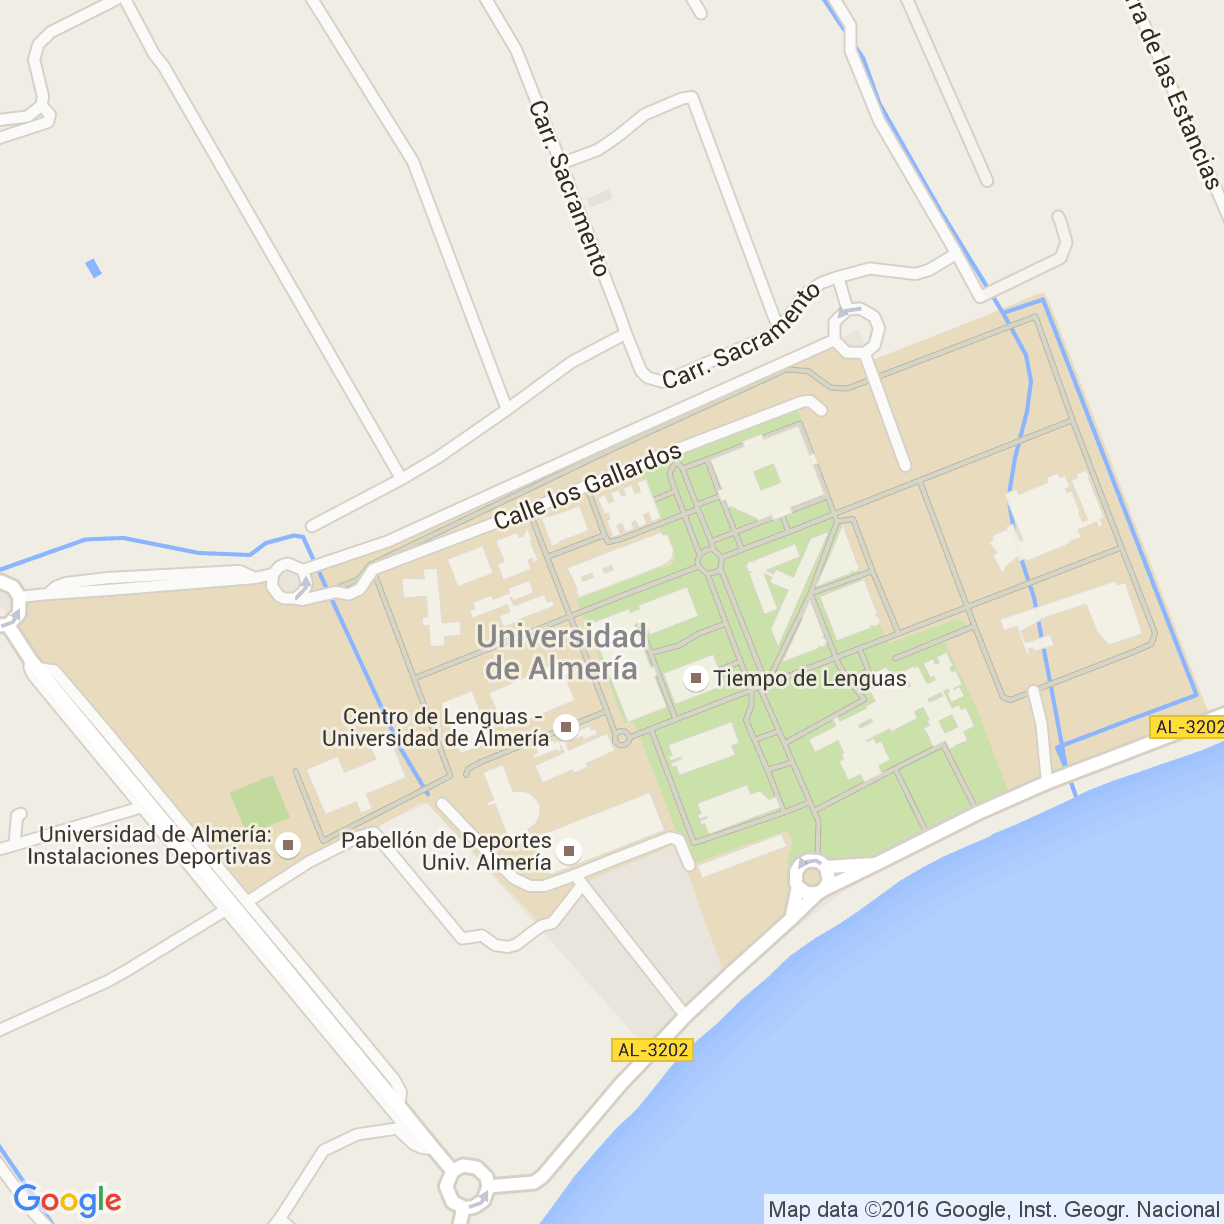 rra de las Estancias
Carr. Sacramento
Carr. Sacramento
Calle los Gallardos
Universidad
de Almería
Tiempo de Lenguas
Centro de Lenguas -
Universidad de Almería
AL-3202
Universidad de Almería:
Instalaciones Deportivas
Pabellón de Deportes
Univ. Almería
AL-3202
Google
Map data ©2016 Google, Inst. Geogr. Nacional